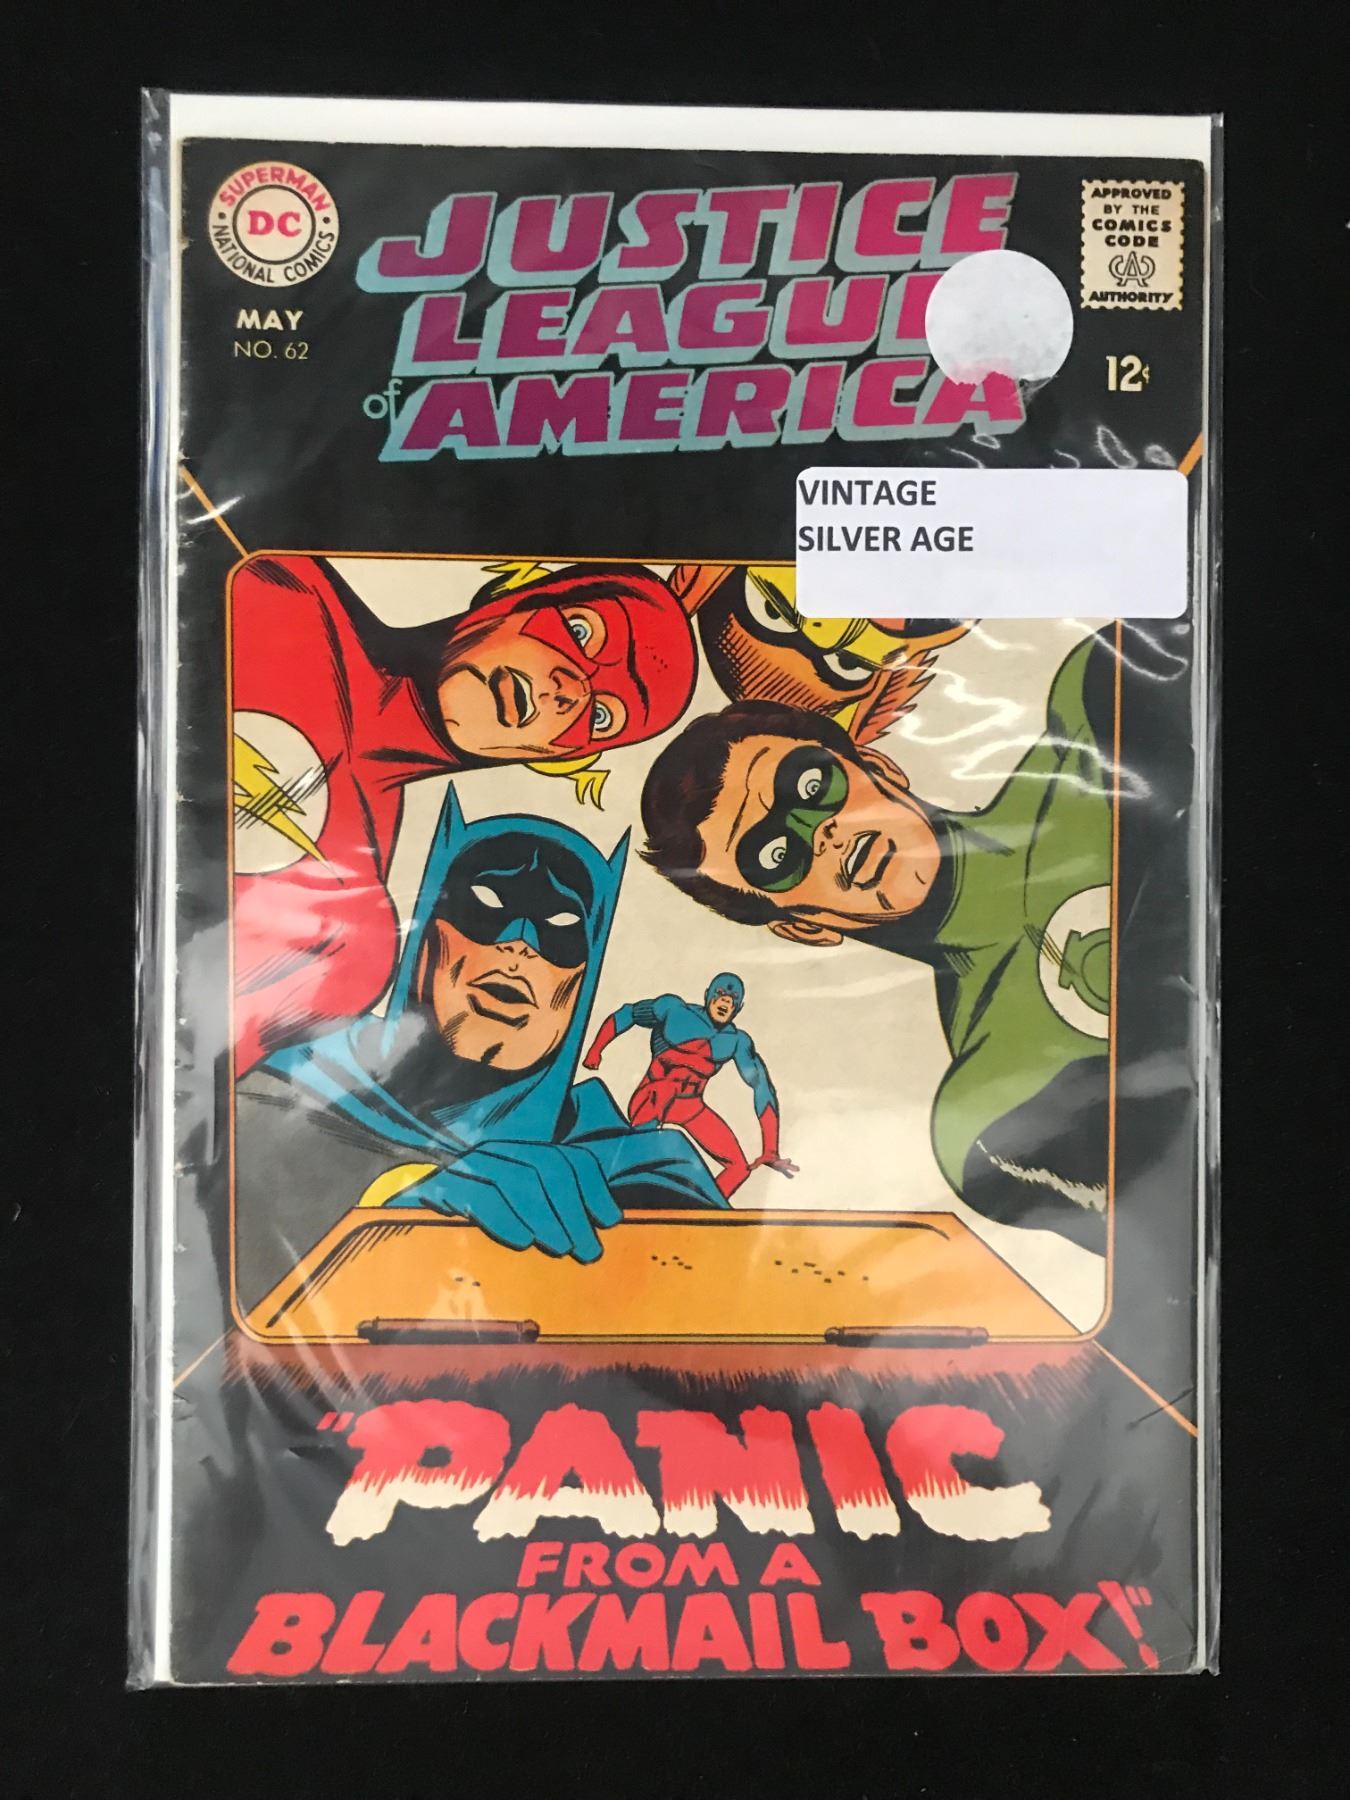 SUPERMAN
DC
NATIONAL COMICS
MAY
NO. 62
JUSTICE
LEAGUE
of AMERICA
APPROVED
BY THE
COMICS
CODE
CA
AUTHORITY
12¢
VINTAGE
SILVER AGE
"PANIC
FROM A
BLACKMAIL BOX!"